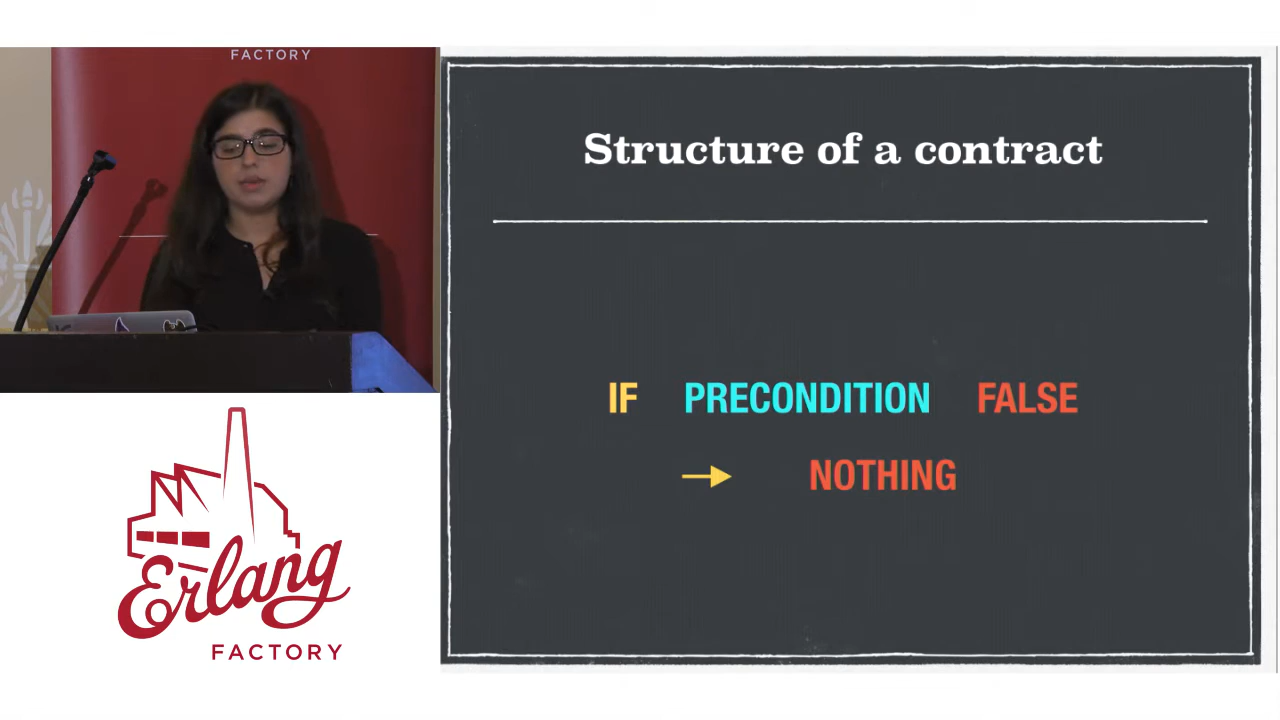 FACTORY
Structure of a contract
IF PRECONDITION FALSE
→ NOTHING
Erlang
FACTORY